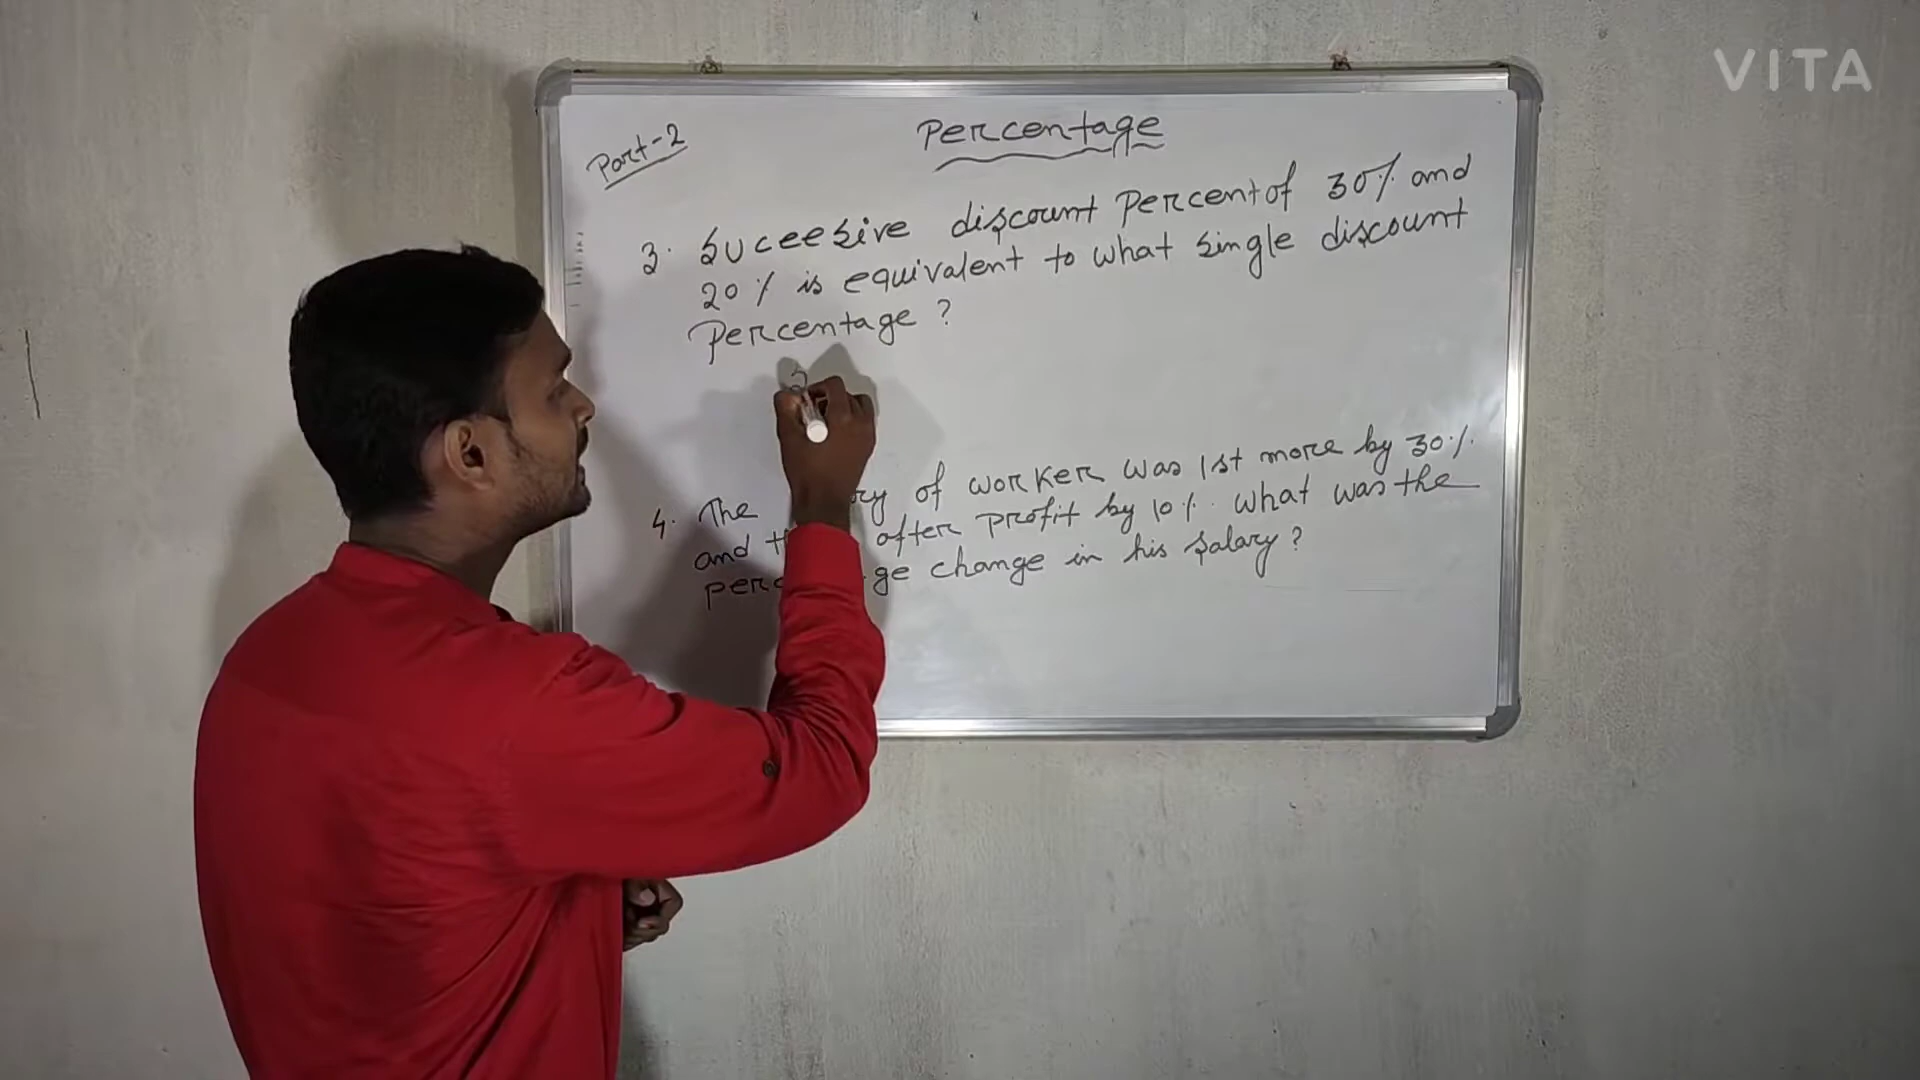 VITA
Part-2
Percentage
3. Suceesive discount Percent of 30% and
20% is equivalent to what single discount
Percentage ?
3
4. The of worker was 1st more by 30%.
and after profit by 10%. What was the
change in his salary ?